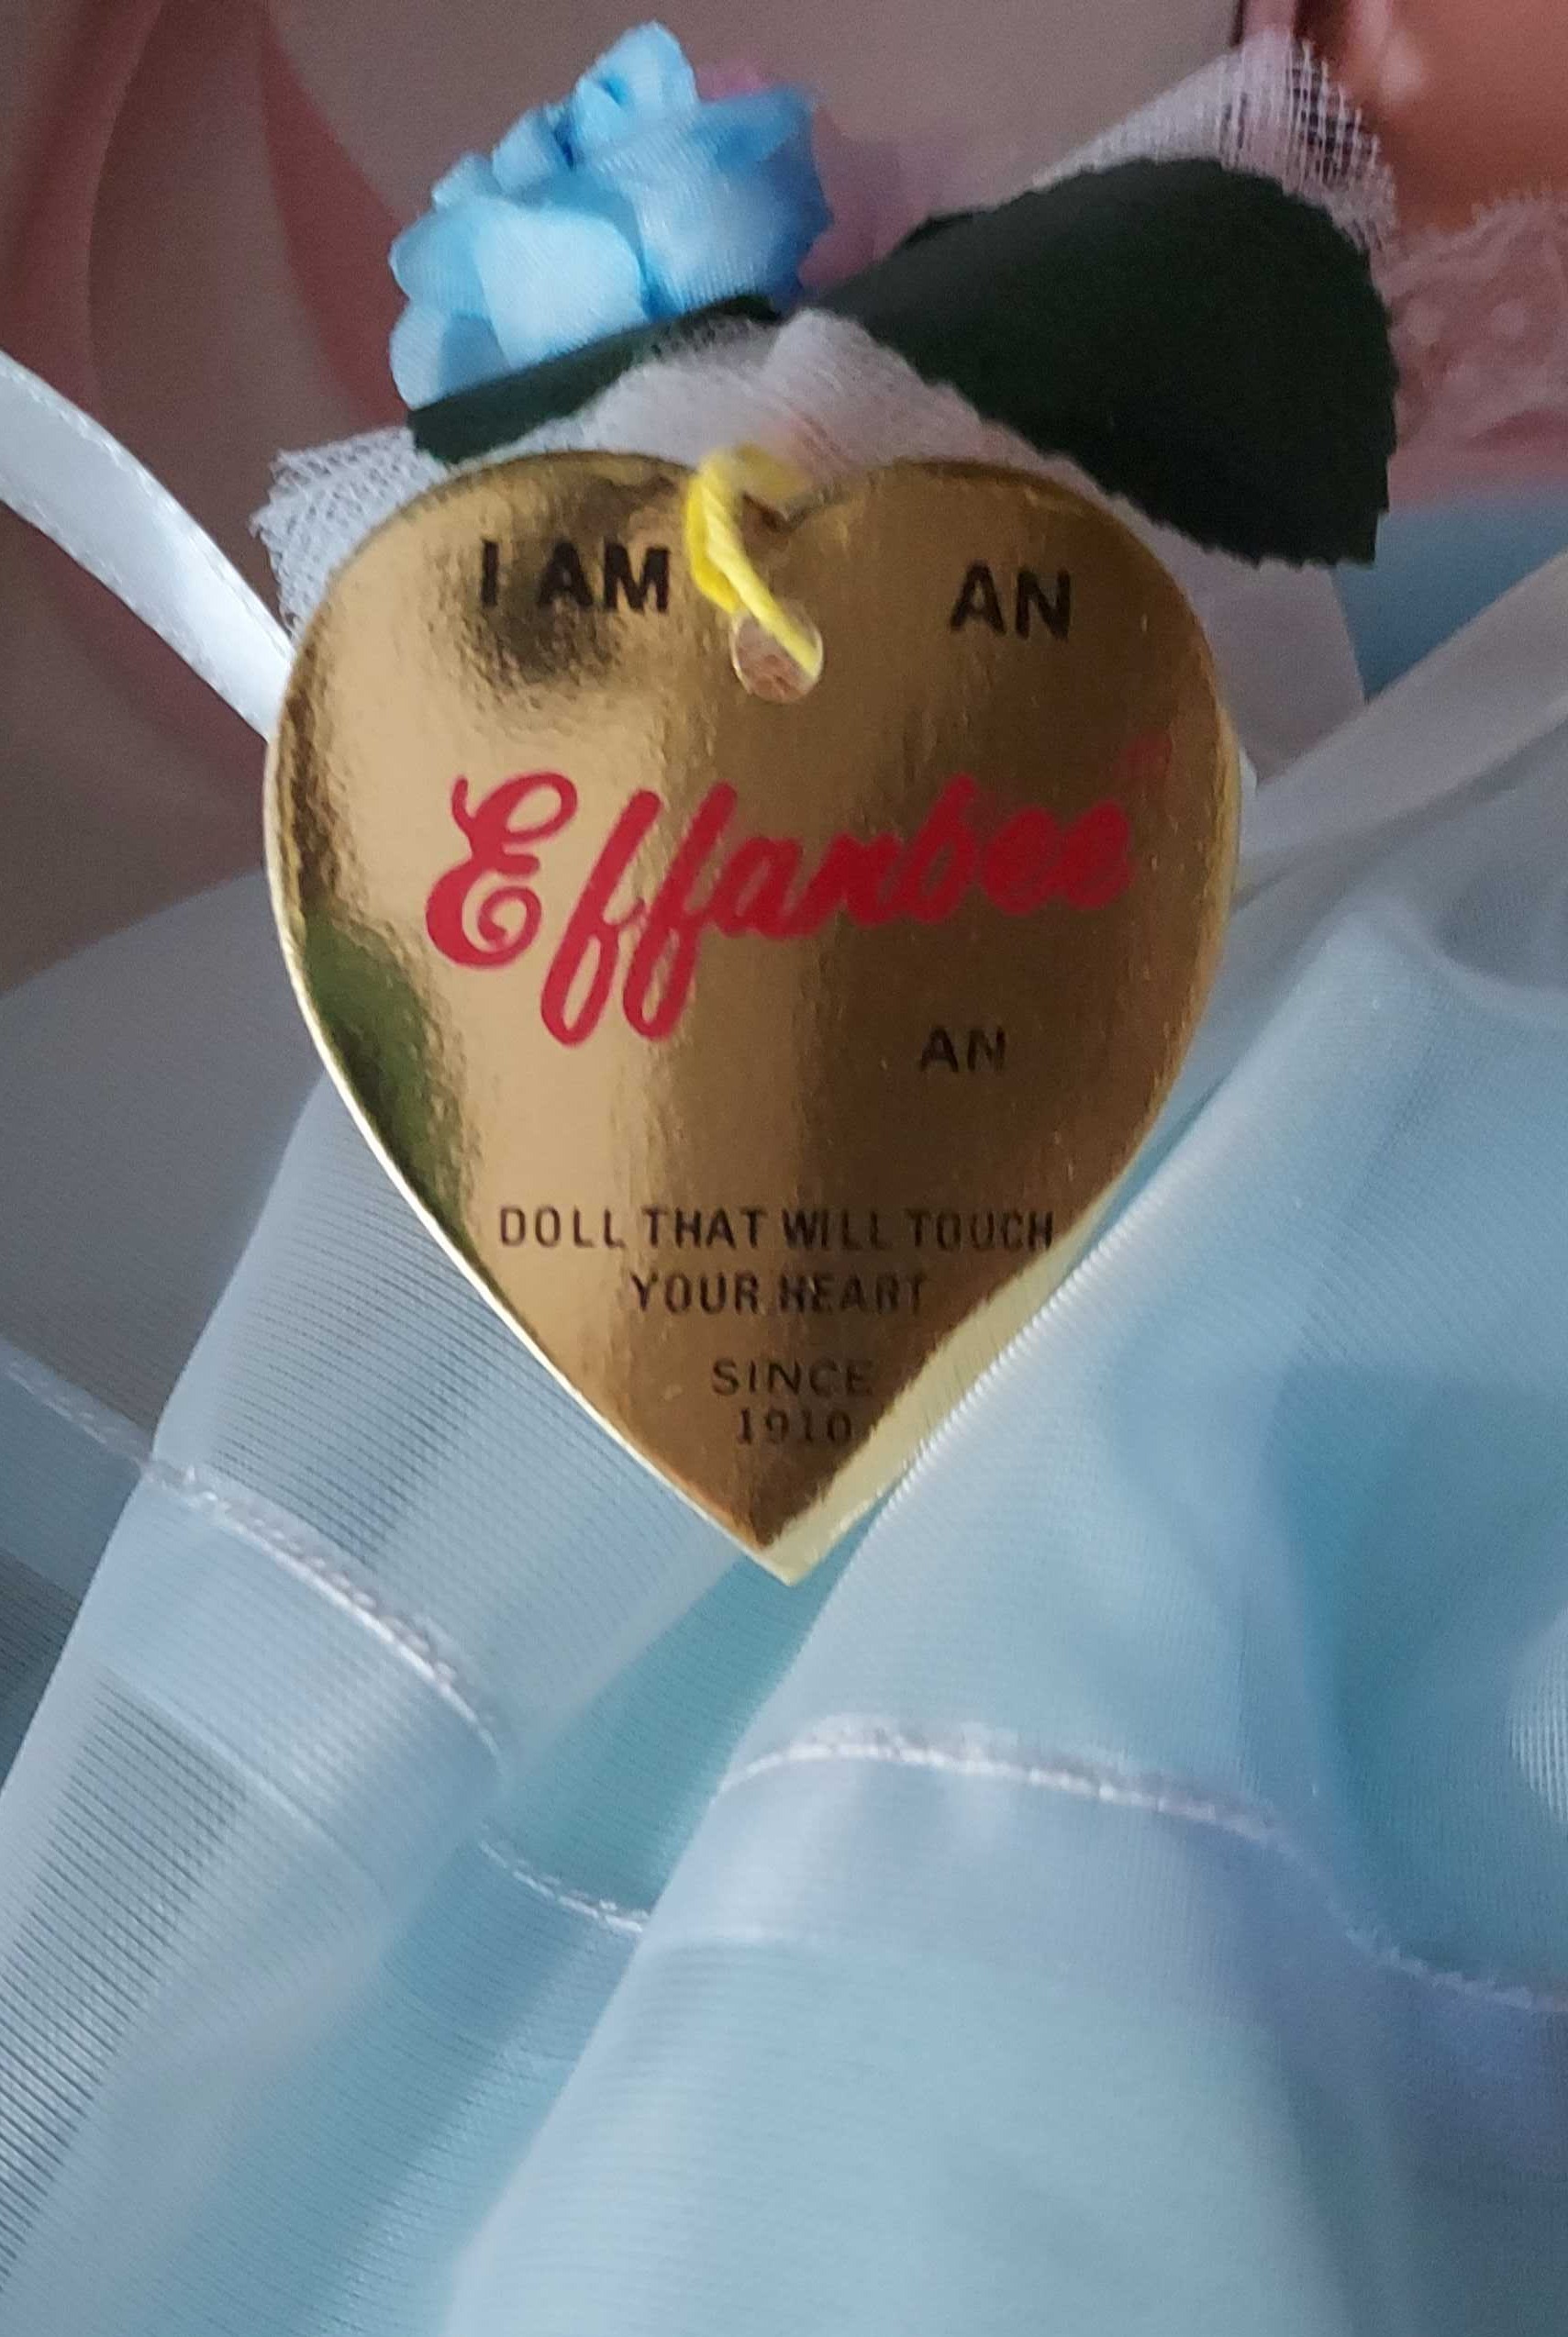 I AM AN
Effanbee
AN
DOLL THAT WILL TOUCH
YOUR HEART
SINCE
1910